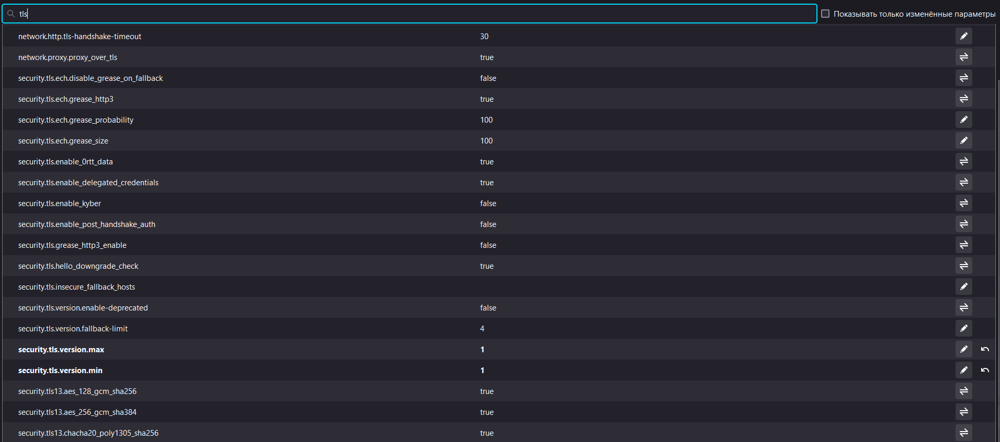 tls
Показывать только изменённые параметры
network.http.tls-handshake-timeout 30
network.proxy.proxy_over_tls true
security.tls.ech.disable_grease_on_fallback false
security.tls.ech.grease_http3 true
security.tls.ech.grease_probability 100
security.tls.ech.grease_size 100
security.tls.enable_0rtt_data true
security.tls.enable_delegated_credentials true
security.tls.enable_kyber false
security.tls.enable_post_handshake_auth false
security.tls.grease_http3_enable false
security.tls.hello_downgrade_check true
security.tls.insecure_fallback_hosts
security.tls.version.enable-deprecated false
security.tls.version.fallback-limit 4
security.tls.version.max 1
security.tls.version.min 1
security.tls13.aes_128_gcm_sha256 true
security.tls13.aes_256_gcm_sha384 true
security.tls13.chacha20_poly1305_sha256 true